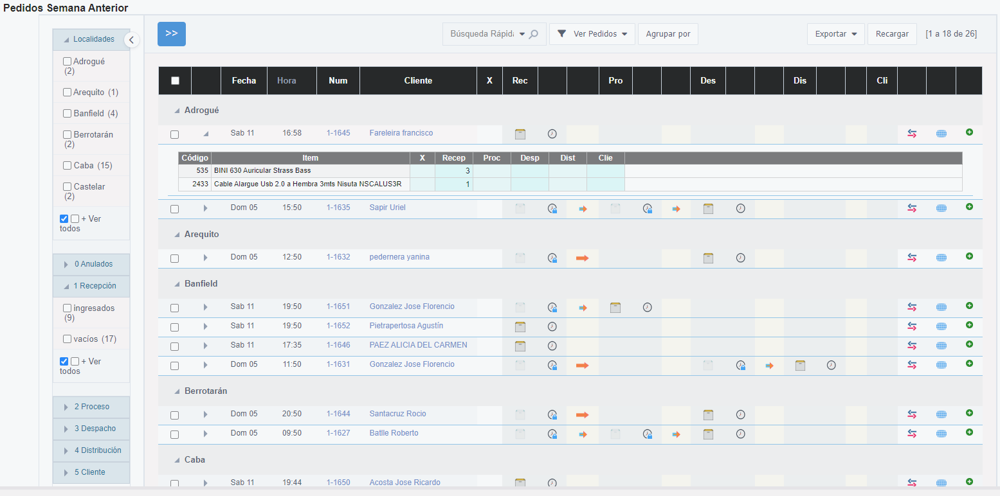 Pedidos Semana Anterior
>> Búsqueda Rápid Ver Pedidos Agrupar por Exportar Recargar [1 a 18 de 26]
Localidades
Adrogué
(2)
Arequito (1)
Banfield (4)
Berrotarán
(2)
Caba (15)
Castelar
(2)
+ Ver
todos
0 Anulados
1 Recepción
ingresados
(9)
vacíos (17)
+ Ver
todos
2 Proceso
3 Despacho
4 Distribución
5 Cliente
Fecha Hora Num Cliente X Rec Pro Des Dis Cli
Adrogué
Sab 11 16:58 1-1645 Fareleira francisco
Código Item X Recep Proc Desp Dist Clie
535 BINI 630 Auricular Strass Bass 3
2433 Cable Alargue Usb 2.0 a Hembra 3mts Nisuta NSCALUS3R 1
Dom 05 15:50 1-1635 Sapir Uriel
Arequito
Dom 05 12:50 1-1632 pedernera yanina
Banfield
Sab 11 19:50 1-1651 Gonzalez Jose Florencio
Sab 11 19:50 1-1652 Pietrapertosa Agustín
Sab 11 17:35 1-1646 PAEZ ALICIA DEL CARMEN
Dom 05 11:50 1-1631 Gonzalez Jose Florencio
Berrotarán
Dom 05 20:50 1-1644 Santacruz Rocio
Dom 05 09:50 1-1627 Batlle Roberto
Caba
Sab 11 19:44 1-1650 Acosta Jose Ricardo